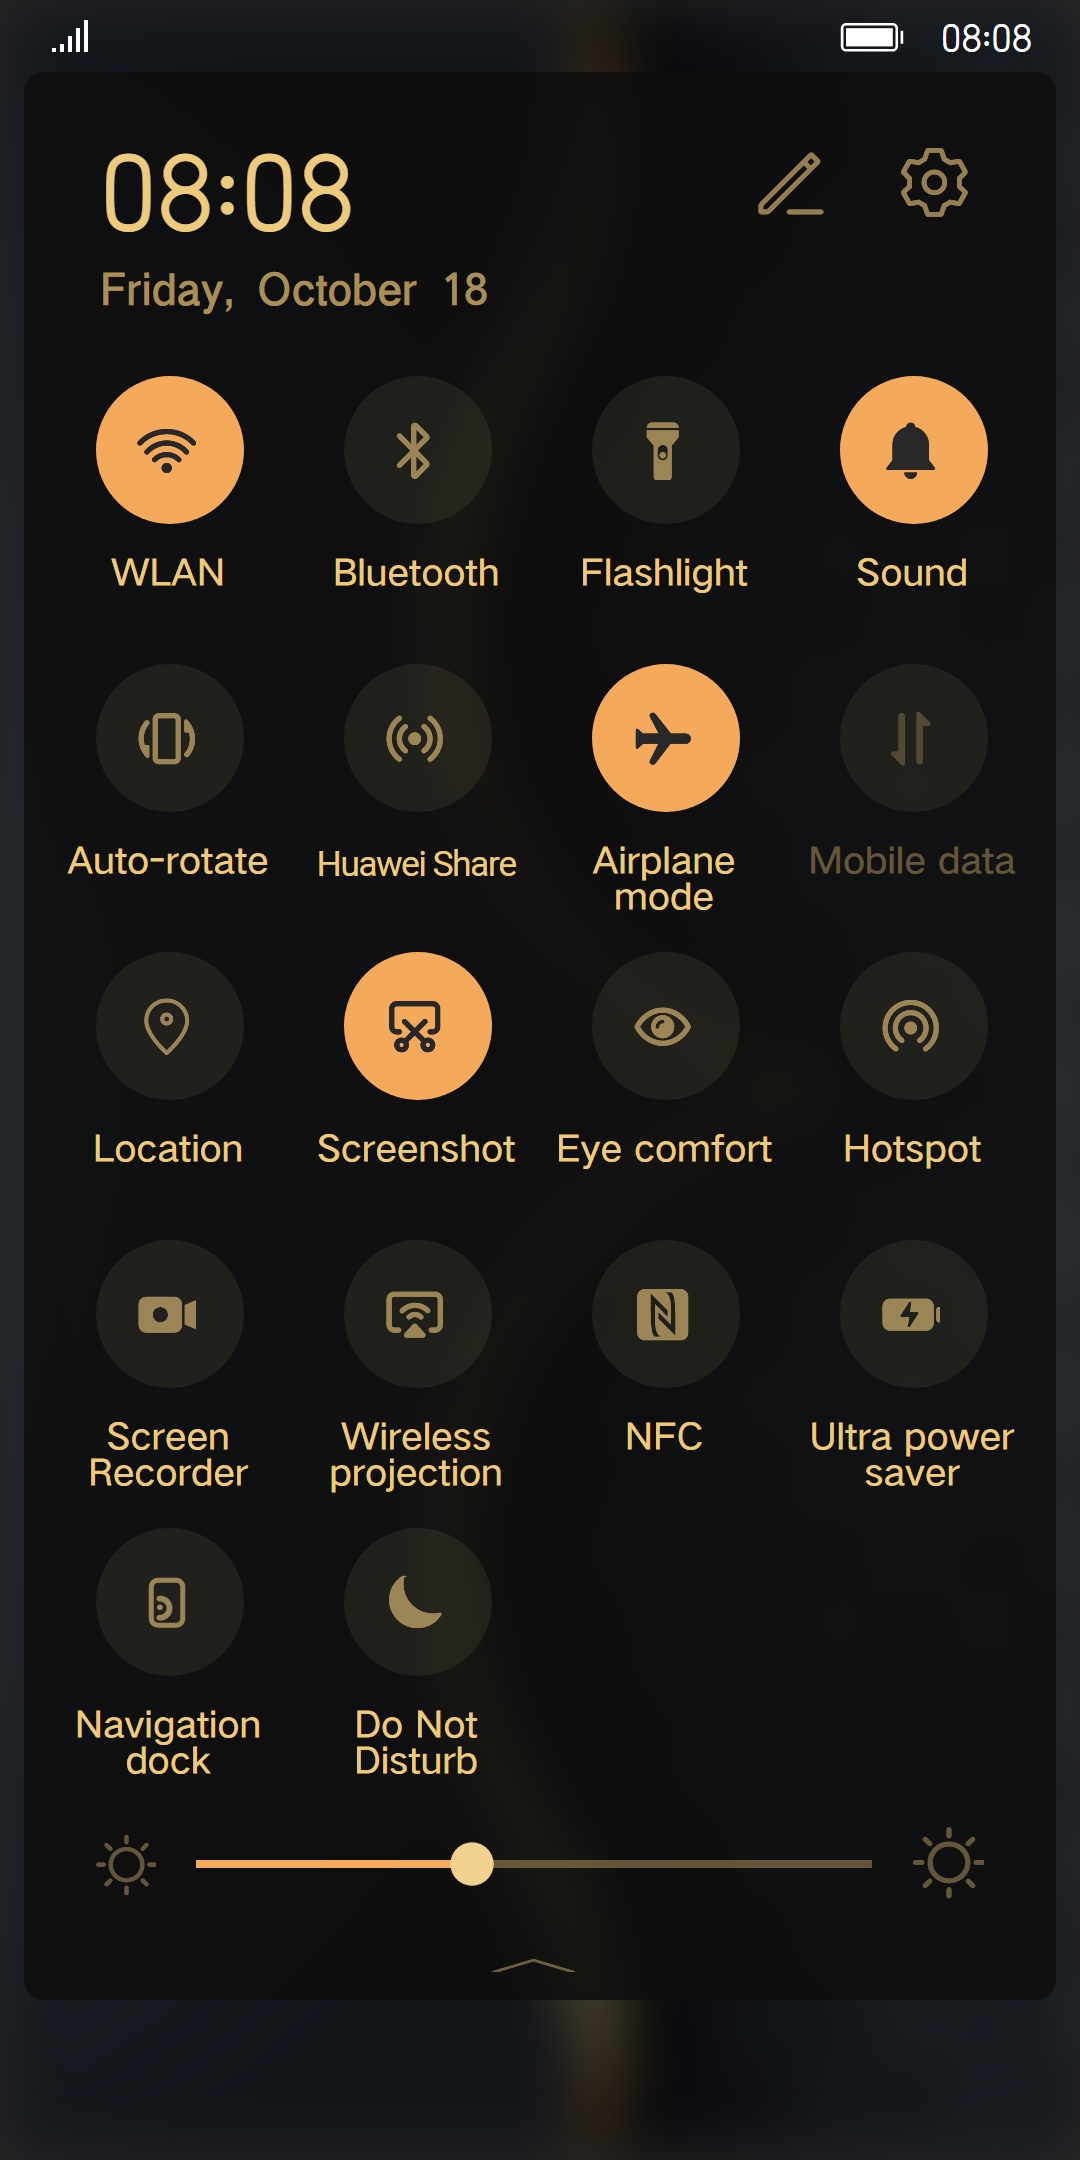 08:08
08:08
Friday, October 18
WLAN Bluetooth Flashlight Sound
Auto-rotate Huawei Share Airplane mode Mobile data
Location Screenshot Eye comfort Hotspot
Screen Recorder Wireless projection NFC Ultra power saver
Navigation dock Do Not Disturb